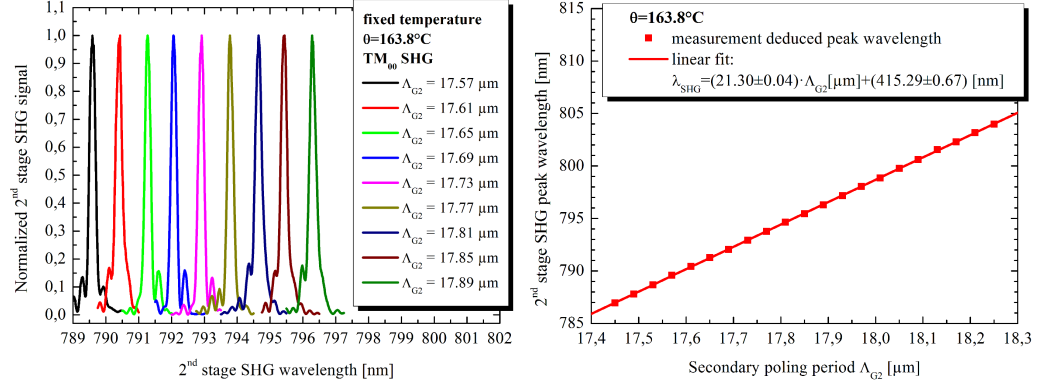 Normalized 2nd stage SHG signal
1,1
1,0
0,9
0,8
0,7
0,6
0,5
0,4
0,3
0,2
0,1
0,0
789 790 791 792 793 794 795 796 797 798 799 800 801 802
2nd stage SHG wavelength [nm]
fixed temperature
θ=163.8°C
TM00 SHG
ΛG2 = 17.57 µm
ΛG2 = 17.61 µm
ΛG2 = 17.65 µm
ΛG2 = 17.69 µm
ΛG2 = 17.73 µm
ΛG2 = 17.77 µm
ΛG2 = 17.81 µm
ΛG2 = 17.85 µm
ΛG2 = 17.89 µm
2nd stage SHG peak wavelength [nm]
815
810
805
800
795
790
785
17,4 17,5 17,6 17,7 17,8 17,9 18,0 18,1 18,2 18,3
Secondary poling period ΛG2 [µm]
θ=163.8°C
measurement deduced peak wavelength
linear fit:
λSHG=(21.30±0.04)·ΛG2[µm]+(415.29±0.67) [nm]